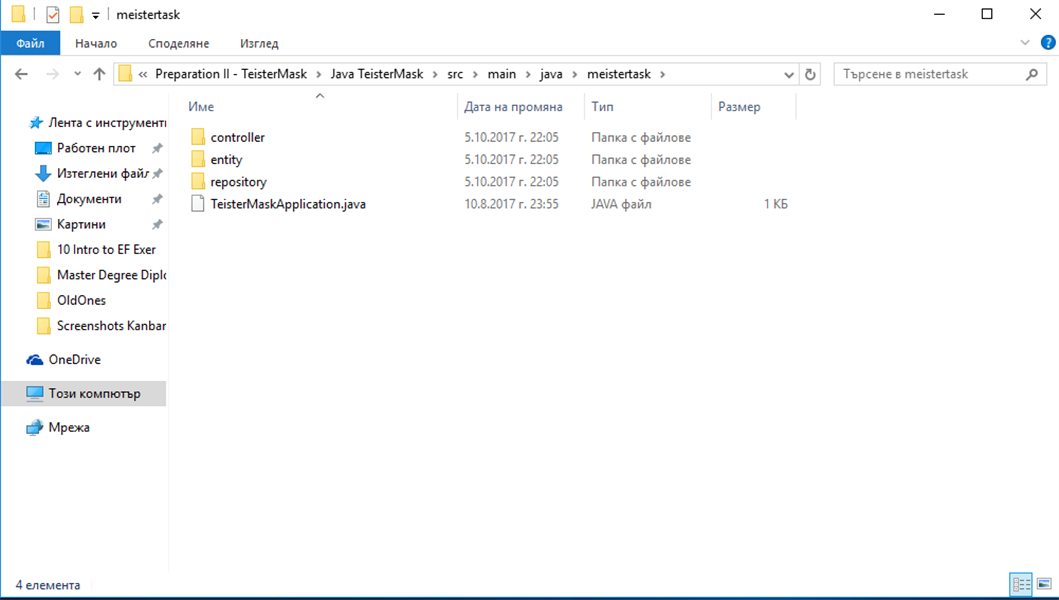 meistertask
Файл Начало Споделяне Изглед
« Preparation II - TeisterMask › Java TeisterMask › src › main › java › meistertask › Търсене в meistertask
Име Дата на промяна Тип Размер
Лента с инструменти
Работен плот
Изтеглени файл
Документи
Картини
10 Intro to EF Exer
Master Degree Diplo
OldOnes
Screenshots Kanban
OneDrive
Този компютър
Мрежа
controller 5.10.2017 г. 22:05 Папка с файлове
entity 5.10.2017 г. 22:05 Папка с файлове
repository 5.10.2017 г. 22:05 Папка с файлове
TeisterMaskApplication.java 10.8.2017 г. 23:55 JAVA файл 1 КБ
4 елемента